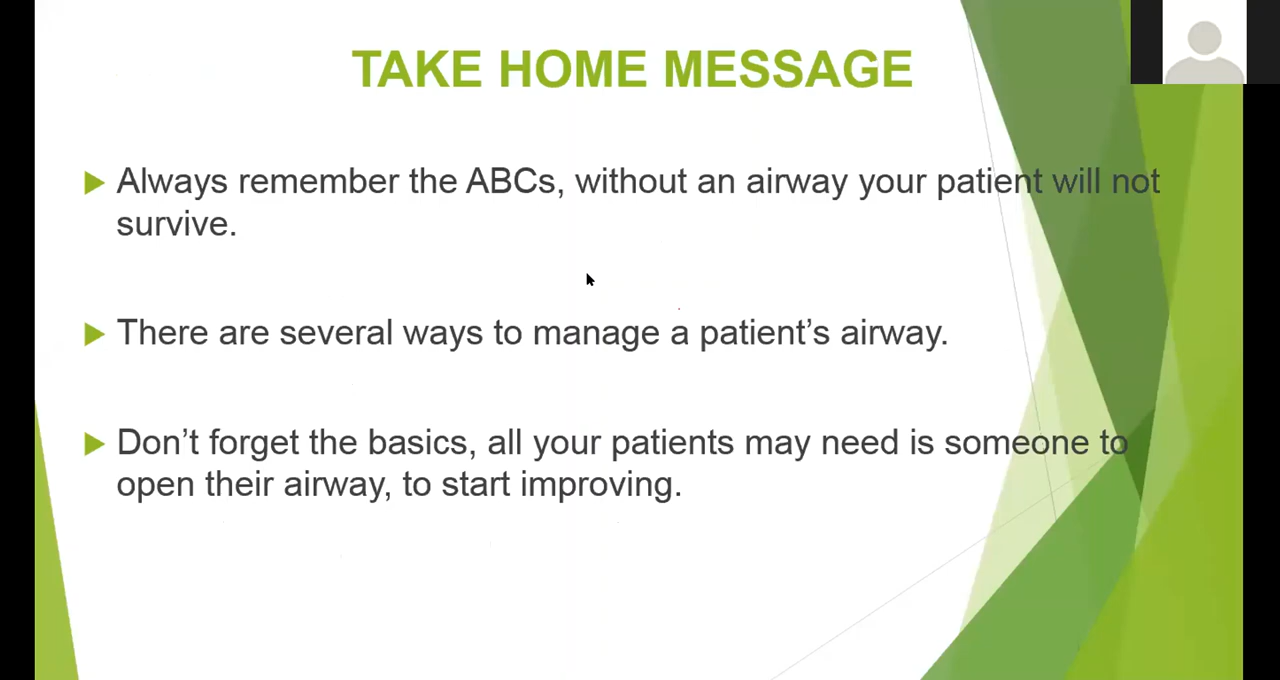 TAKE HOME MESSAGE
Always remember the ABCs, without an airway your patient will not
survive.
There are several ways to manage a patient’s airway.
Don’t forget the basics, all your patients may need is someone to
open their airway, to start improving.